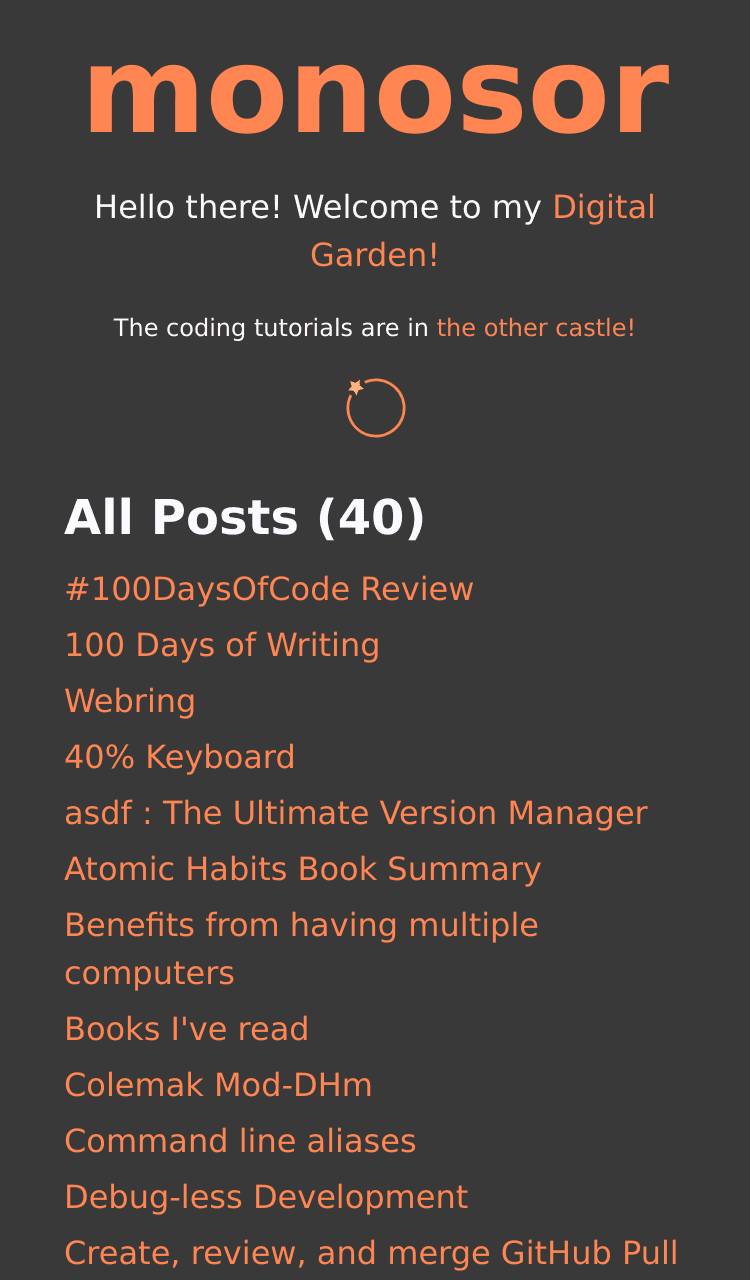 monosor
Hello there! Welcome to my Digital
Garden!
The coding tutorials are in the other castle!
All Posts (40)
#100DaysOfCode Review
100 Days of Writing
Webring
40% Keyboard
asdf : The Ultimate Version Manager
Atomic Habits Book Summary
Benefits from having multiple
computers
Books I've read
Colemak Mod-DHm
Command line aliases
Debug-less Development
Create, review, and merge GitHub Pull